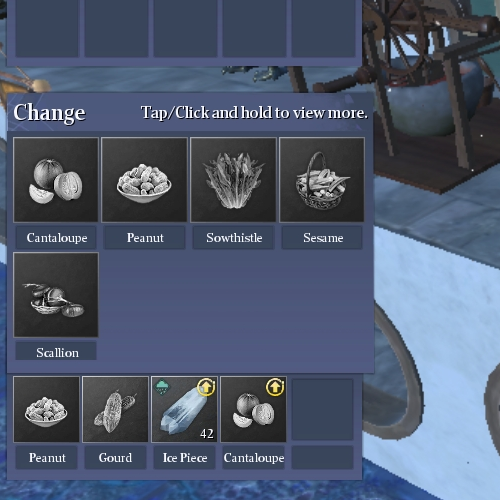 Change
Tap/Click and hold to view more.
Cantaloupe
Peanut
Sowthistle
Sesame
Scallion
42
Peanut
Gourd
Ice Piece
Cantaloupe